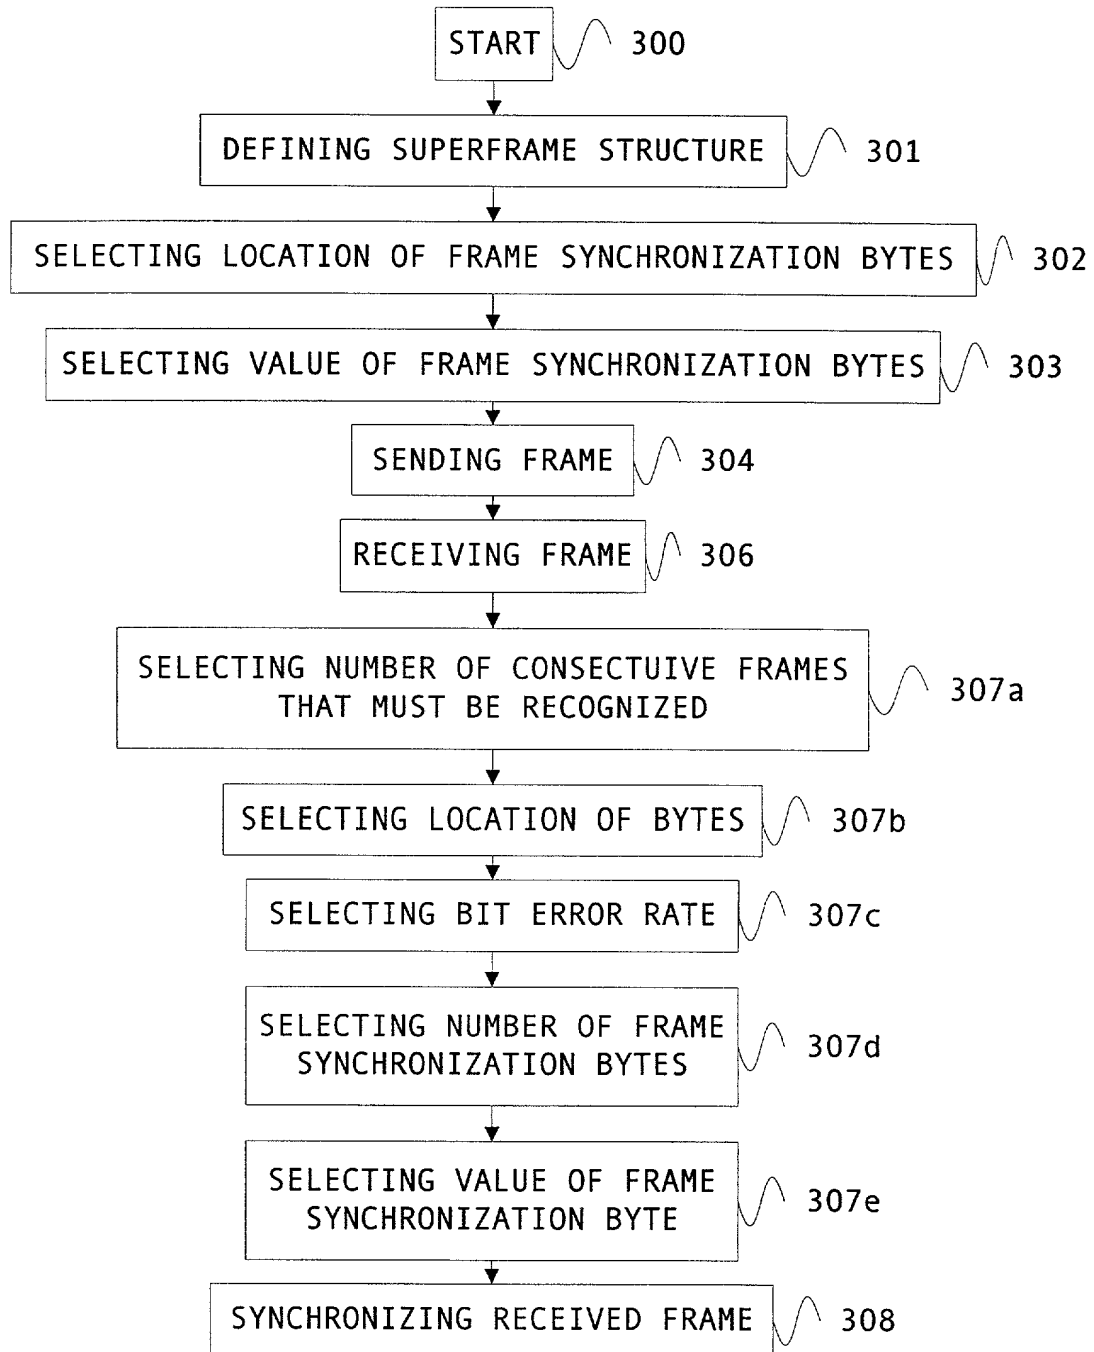 START 300
DEFINING SUPERFRAME STRUCTURE 301
SELECTING LOCATION OF FRAME SYNCHRONIZATION BYTES 302
SELECTING VALUE OF FRAME SYNCHRONIZATION BYTES 303
SENDING FRAME 304
RECEIVING FRAME 306
SELECTING NUMBER OF CONSECTUIVE FRAMES
THAT MUST BE RECOGNIZED
307a
SELECTING LOCATION OF BYTES 307b
SELECTING BIT ERROR RATE 307c
SELECTING NUMBER OF FRAME
SYNCHRONIZATION BYTES
307d
SELECTING VALUE OF FRAME
SYNCHRONIZATION BYTE
307e
SYNCHRONIZING RECEIVED FRAME 308